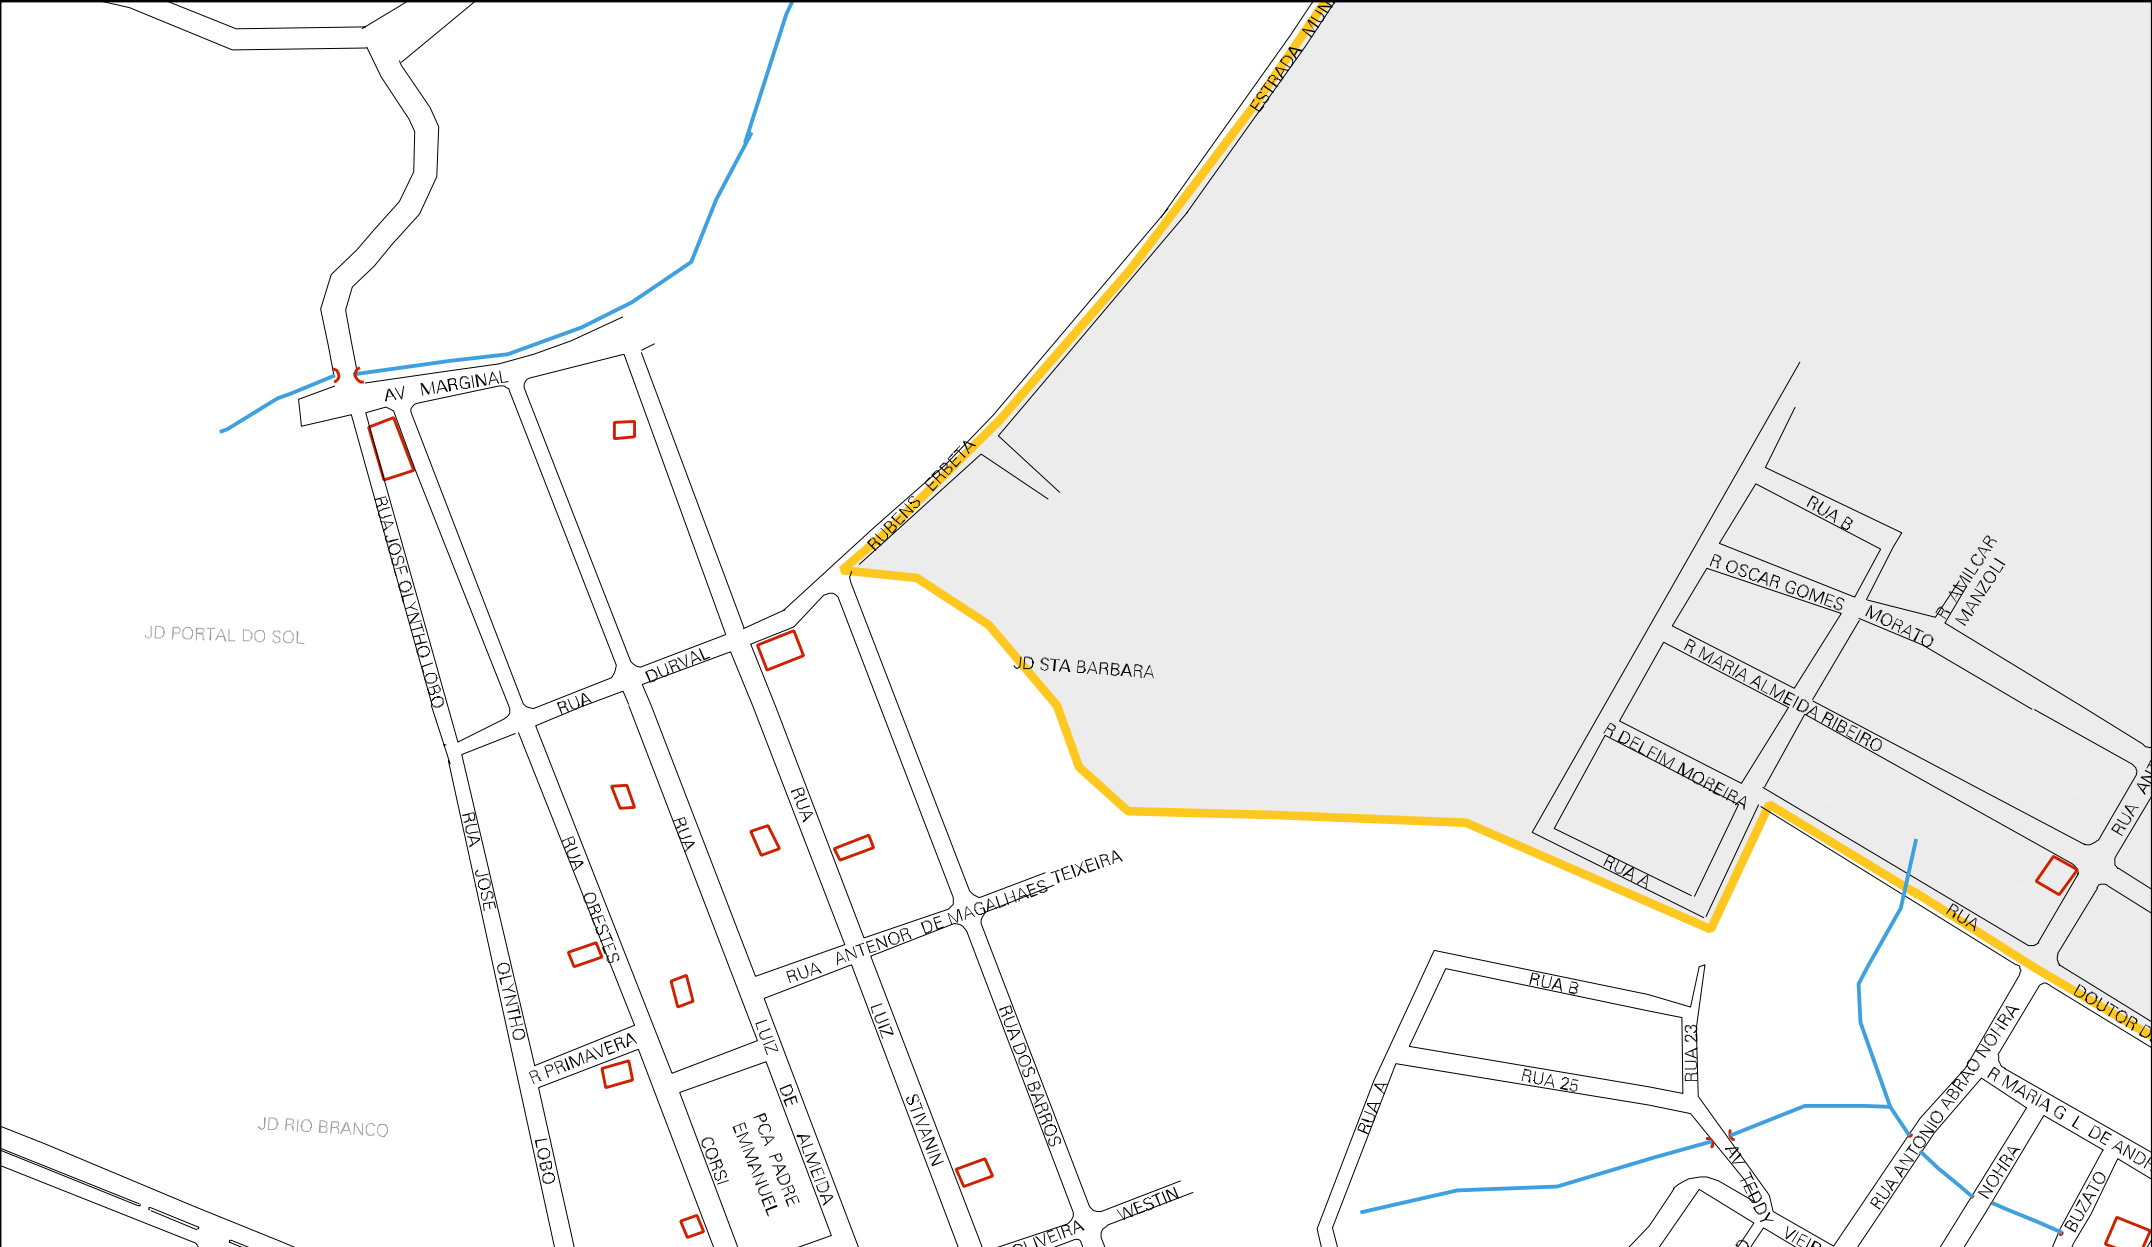 ESTRADA MUN
AV MARGINAL
RUBENS ERBETA
RUA JOSE OLYNTHO LOBO
RUA B
R OSCAR GOMES
MORATO
R AMILCAR
MANZOLI
JD PORTAL DO SOL
JD STA BARBARA
R MARIA ALMEIDA RIBEIRO
RUA DURVAL
R DELFIM MOREIRA
RUA
RUA JOSE OLYNTHO LOBO
RUA ORESTES CORSI
RUA LUIZ DE ALMEIDA
RUA LUIZ STIVANIN
RUA A
RUA
DOUTOR D
RUA ANTENOR DE MAGALHAES TEIXEIRA
RUA B
RUA 23
RUA 25
RUA A
RUA DOS BARROS
R PRIMAVERA
PCA PADRE
EMMANUEL
JD RIO BRANCO
RUA ANTONIO ABRAO NOHRA
R MARIA G L DE ANDR
NOHRA
BUZATO
AV TEDDY VIEIR
WESTIN
OLIVEIRA